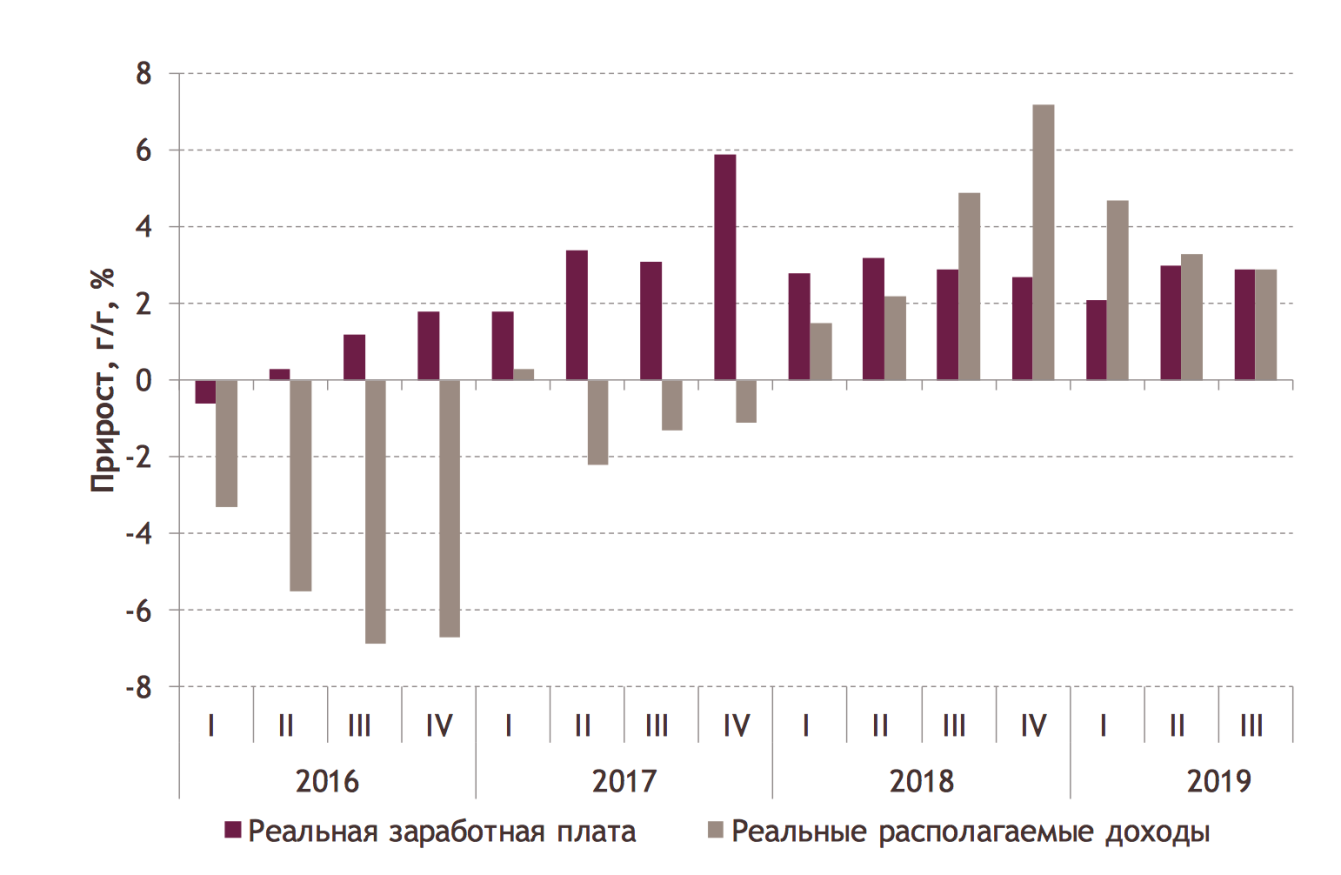 8
6
4
2
0
-2
-4
-6
-8
Прирост, г/г, %
I II III IV I II III IV I II III IV I II III
2016 2017 2018 2019
Реальная заработная плата Реальные располагаемые доходы